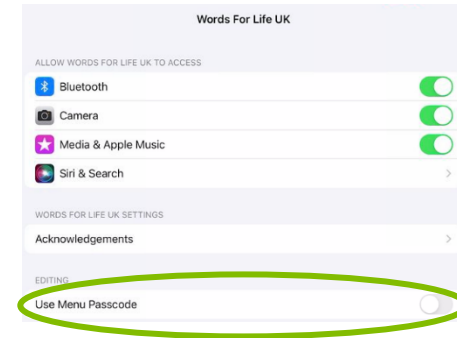 Words For Life UK
ALLOW WORDS FOR LIFE UK TO ACCESS
Bluetooth
Camera
Media & Apple Music
Siri & Search
WORDS FOR LIFE UK SETTINGS
Acknowledgements
EDITING
Use Menu Passcode